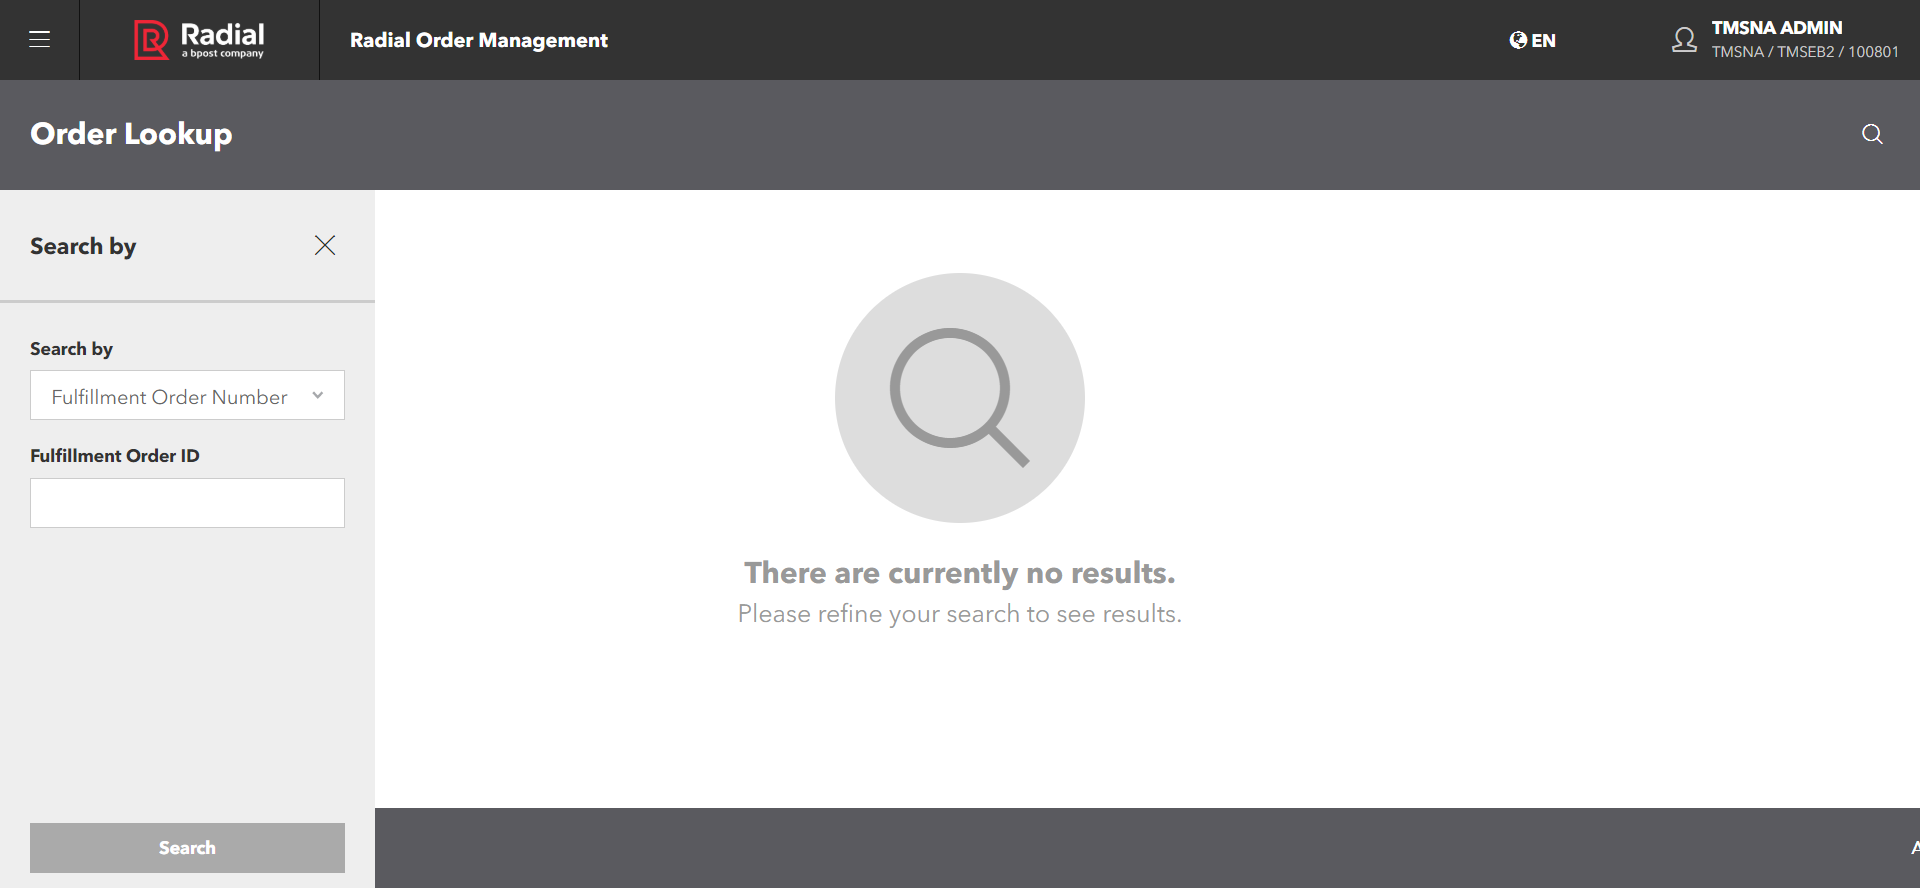 Radial
a bpost company
Radial Order Management
EN
TMSNA ADMIN
TMSNA / TMSEB2 / 100801
Order Lookup
Search by
Search by
Fulfillment Order Number
Fulfillment Order ID
Search
There are currently no results.
Please refine your search to see results.